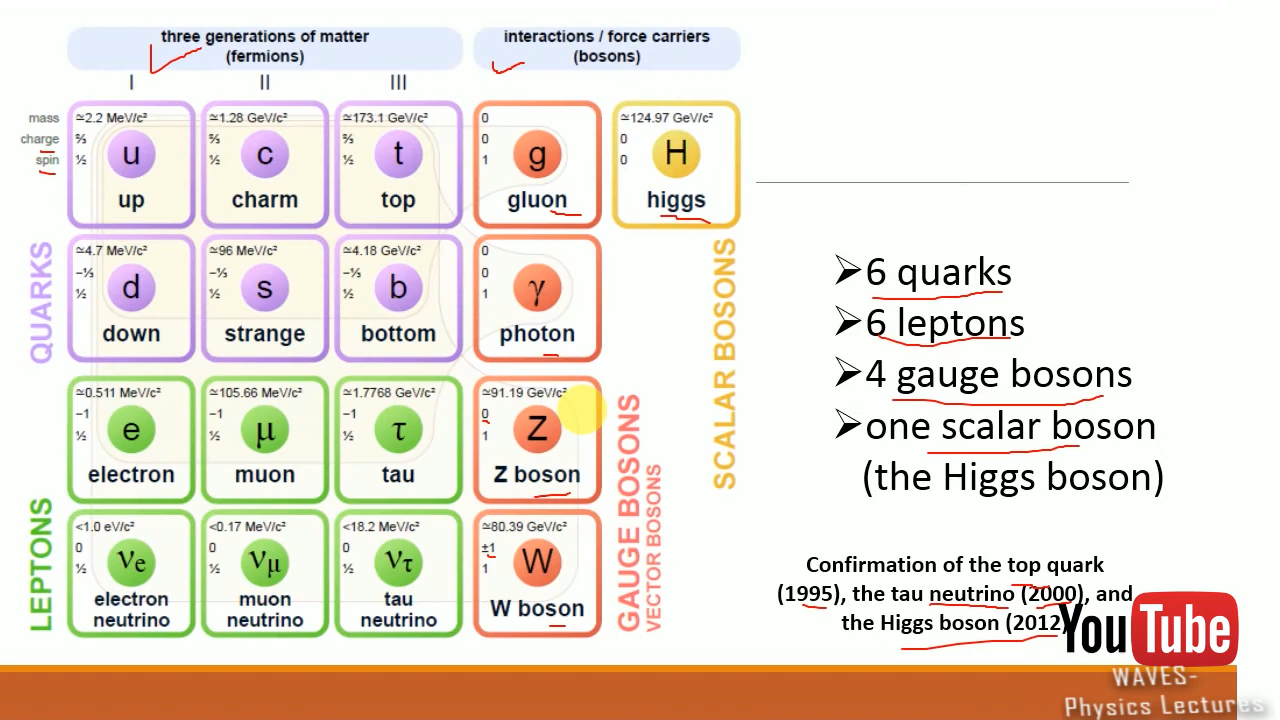 three generations of matter
(fermions)
interactions / force carriers
(bosons)
I II III
mass
charge
spin
≃2.2 MeV/c²
⅔
½
u
up
≃1.28 GeV/c²
⅔
½
c
charm
≃173.1 GeV/c²
⅔
½
t
top
0
0
1
g
gluon
≃124.97 GeV/c²
0
0
H
higgs
QUARKS
≃4.7 MeV/c²
−⅓
½
d
down
≃96 MeV/c²
−⅓
½
s
strange
≃4.18 GeV/c²
−⅓
½
b
bottom
0
0
1
γ
photon
SCALAR BOSONS
LEPTONS
≃0.511 MeV/c²
−1
½
e
electron
≃105.66 MeV/c²
−1
½
μ
muon
≃1.7768 GeV/c²
−1
½
τ
tau
≃91.19 GeV/c²
0
1
Z
Z boson
GAUGE BOSONS
VECTOR BOSONS
<1.0 eV/c²
0
½
νe
electron
neutrino
<0.17 MeV/c²
0
½
νμ
muon
neutrino
<18.2 MeV/c²
0
½
ντ
tau
neutrino
≃80.39 GeV/c²
±1
1
W
W boson
➢6 quarks
➢6 leptons
➢4 gauge bosons
➢one scalar boson
(the Higgs boson)
Confirmation of the top quark
(1995), the tau neutrino (2000), and
the Higgs boson (2012)
YouTube
WAVES-
Physics Lectures